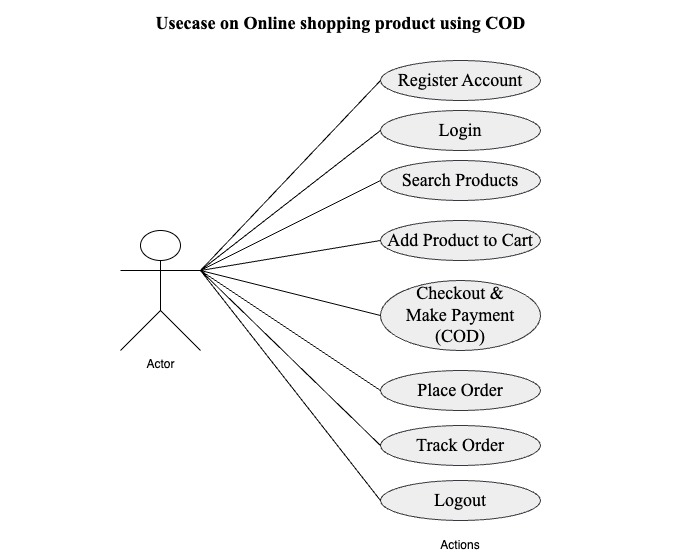 Usecase on Online shopping product using COD
Register Account
Login
Search Products
Add Product to Cart
Checkout &
Make Payment
(COD)
Actor
Place Order
Track Order
Logout
Actions